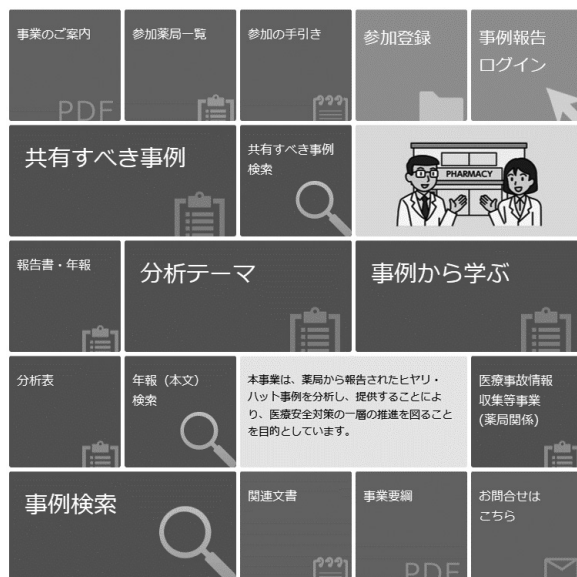 事業のご案内
PDF
参加薬局一覧
参加の手引き
参加登録
事例報告
ログイン
共有すべき事例
共有すべき事例
検索
PHARMACY
報告書・年報
分析テーマ
事例から学ぶ
分析表
年報（本文）
検索
本事業は、薬局から報告されたヒヤリ・
ハット事例を分析し、提供することによ
り、医療安全対策の一層の推進を図ること
を目的としています。
医療事故情報
収集等事業
(薬局関係)
事例検索
関連文書
事業要綱
PDF
お問合せは
こちら